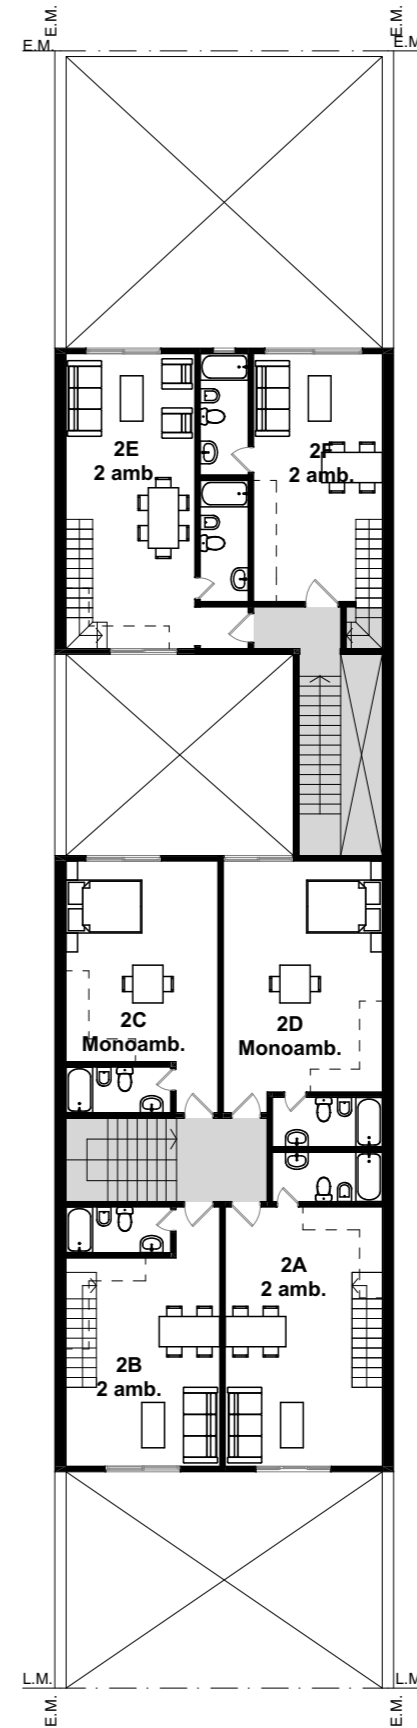 E.M.
E.M.
E.M.
E.M.
2E
2 amb.
2F
2 amb.
2C
Monoamb.
2D
Monoamb.
2A
2 amb.
2B
2 amb.
L.M.
L.M
E.M.
E.M.